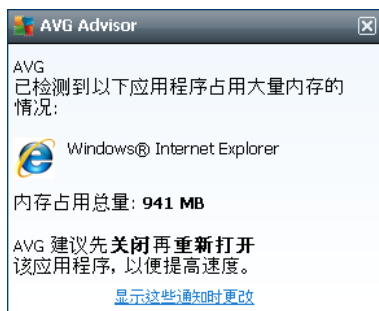 AVG Advisor
AVG
已检测到以下应用程序占用大量内存的
情况:
Windows® Internet Explorer
内存占用总量: 941 MB
AVG 建议先关闭再重新打开
该应用程序, 以便提高速度。
显示这些通知时更改